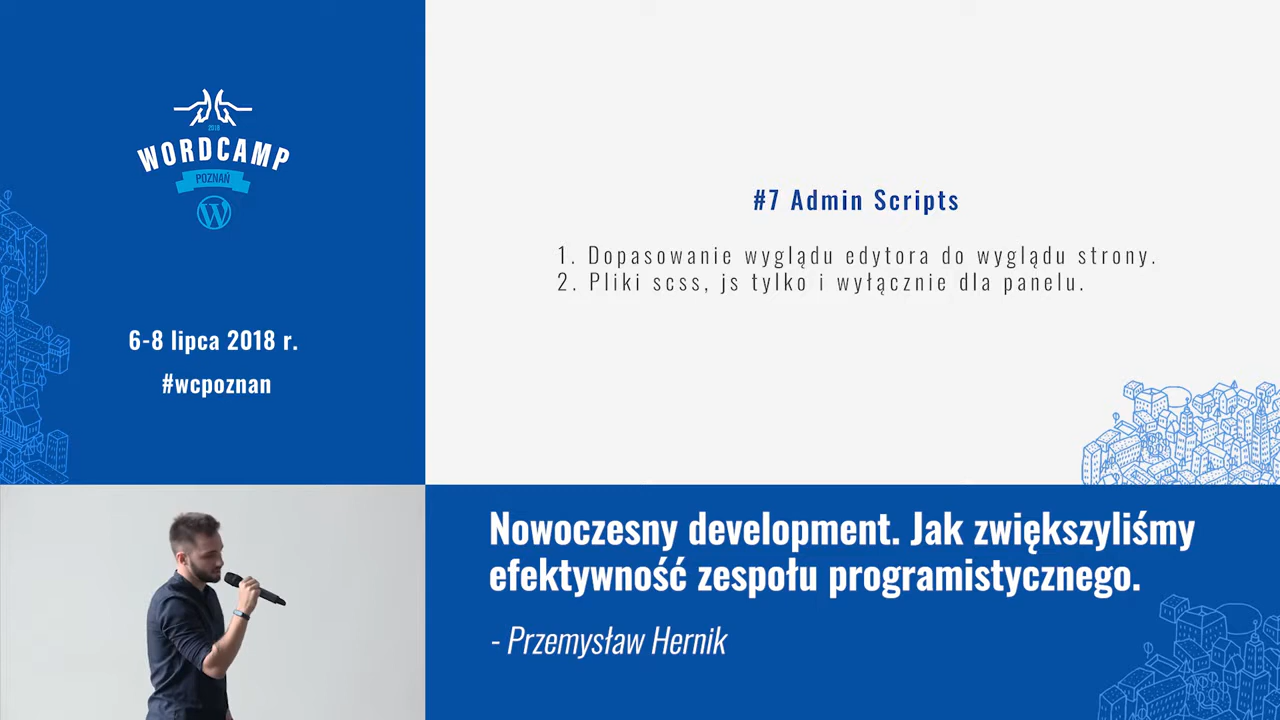 2018
WORDCAMP
POZNAŃ
6-8 lipca 2018 r.
#wcpoznan
#7 Admin Scripts
1. Dopasowanie wyglądu edytora do wyglądu strony.
2. Pliki scss, js tylko i wyłącznie dla panelu.
Nowoczesny development. Jak zwiększyliśmy
efektywność zespołu programistycznego.
- Przemysław Hernik